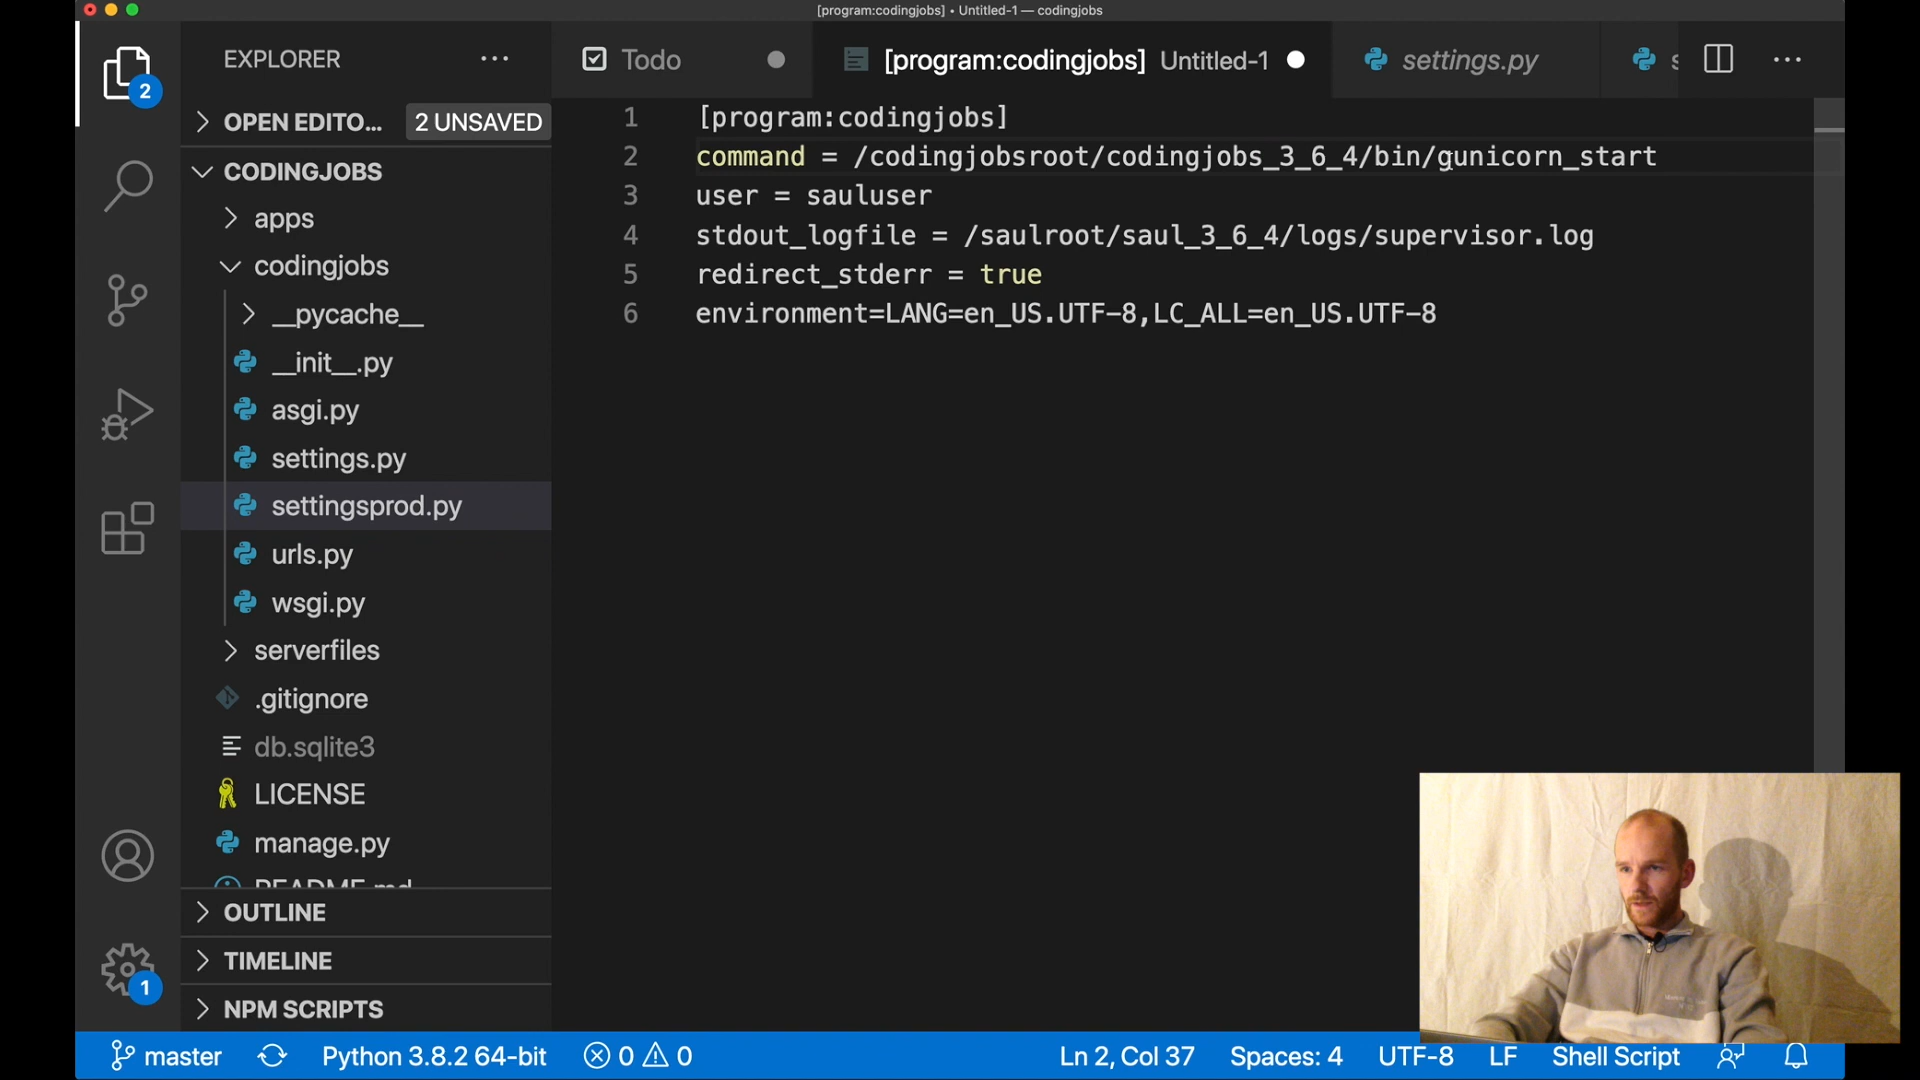 [program:codingjobs] • Untitled-1 — codingjobs
EXPLORER
Todo
[program:codingjobs] Untitled-1
settings.py
OPEN EDITO... 2 UNSAVED
CODINGJOBS
apps
codingjobs
__pycache__
__init__.py
asgi.py
settings.py
settingsprod.py
urls.py
wsgi.py
serverfiles
.gitignore
db.sqlite3
LICENSE
manage.py
README.md
OUTLINE
TIMELINE
NPM SCRIPTS
2
1
1 [program:codingjobs]
2 command = /codingjobsroot/codingjobs_3_6_4/bin/gunicorn_start
3 user = sauluser
4 stdout_logfile = /saulroot/saul_3_6_4/logs/supervisor.log
5 redirect_stderr = true
6 environment=LANG=en_US.UTF-8,LC_ALL=en_US.UTF-8
master Python 3.8.2 64-bit 0 0 Ln 2, Col 37 Spaces: 4 UTF-8 LF Shell Script